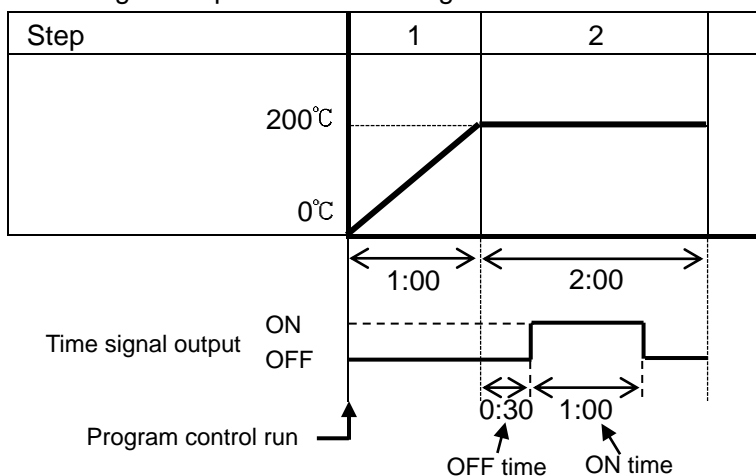 Step 1 2
200℃
0℃
1:00 2:00
Time signal output ON
OFF
0:30 1:00
Program control run
OFF time ON time